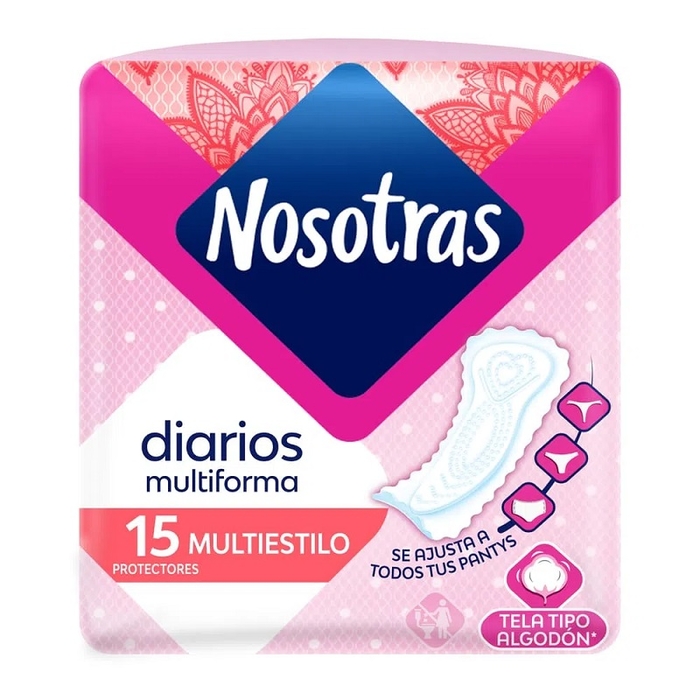 Nosotras
diarios
multiforma
15 MULTIESTILO
PROTECTORES
SE AJUSTA A
TODOS TUS PANTYS
TELA TIPO
ALGODÓN*